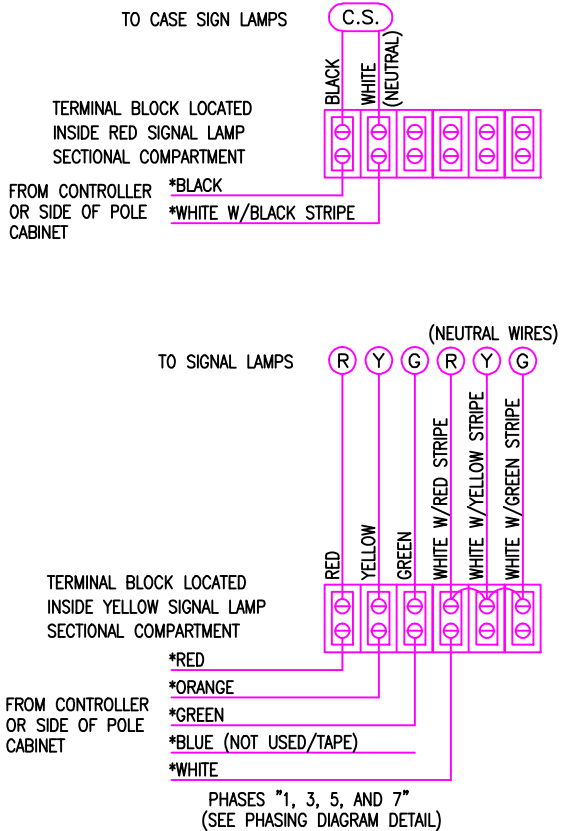 TO CASE SIGN LAMPS
C.S.
BLACK
WHITE
(NEUTRAL)
TERMINAL BLOCK LOCATED
INSIDE RED SIGNAL LAMP
SECTIONAL COMPARTMENT
FROM CONTROLLER
OR SIDE OF POLE
CABINET
*BLACK
*WHITE W/BLACK STRIPE
(NEUTRAL WIRES)
TO SIGNAL LAMPS
R Y G R Y G
RED
YELLOW
GREEN
WHITE W/RED STRIPE
WHITE W/YELLOW STRIPE
WHITE W/GREEN STRIPE
TERMINAL BLOCK LOCATED
INSIDE YELLOW SIGNAL LAMP
SECTIONAL COMPARTMENT
FROM CONTROLLER
OR SIDE OF POLE
CABINET
*RED
*ORANGE
*GREEN
*BLUE (NOT USED/TAPE)
*WHITE
PHASES "1, 3, 5, AND 7"
(SEE PHASING DIAGRAM DETAIL)